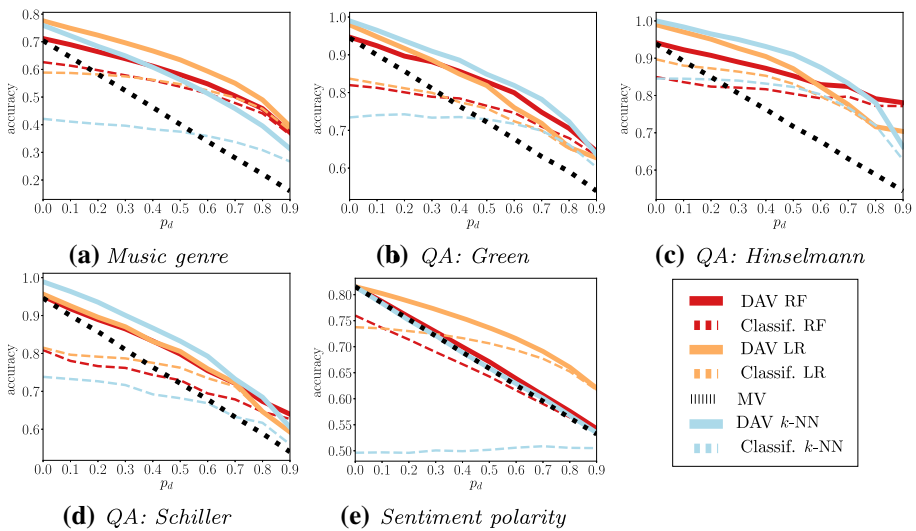 0.8
0.7
0.6
0.5
0.4
0.3
0.2
accuracy
0.0 0.1 0.2 0.3 0.4 0.5 0.6 0.7 0.8 0.9
p_d
(a) Music genre
1.0
0.9
0.8
0.7
0.6
accuracy
0.0 0.1 0.2 0.3 0.4 0.5 0.6 0.7 0.8 0.9
p_d
(b) QA: Green
1.0
0.9
0.8
0.7
0.6
accuracy
0.0 0.1 0.2 0.3 0.4 0.5 0.6 0.7 0.8 0.9
p_d
(c) QA: Hinselmann
1.0
0.9
0.8
0.7
0.6
accuracy
0.0 0.1 0.2 0.3 0.4 0.5 0.6 0.7 0.8 0.9
p_d
(d) QA: Schiller
0.80
0.75
0.70
0.65
0.60
0.55
0.50
accuracy
0.0 0.1 0.2 0.3 0.4 0.5 0.6 0.7 0.8 0.9
p_d
(e) Sentiment polarity
DAV RF
Classif. RF
DAV LR
Classif. LR
MV
DAV k-NN
Classif. k-NN